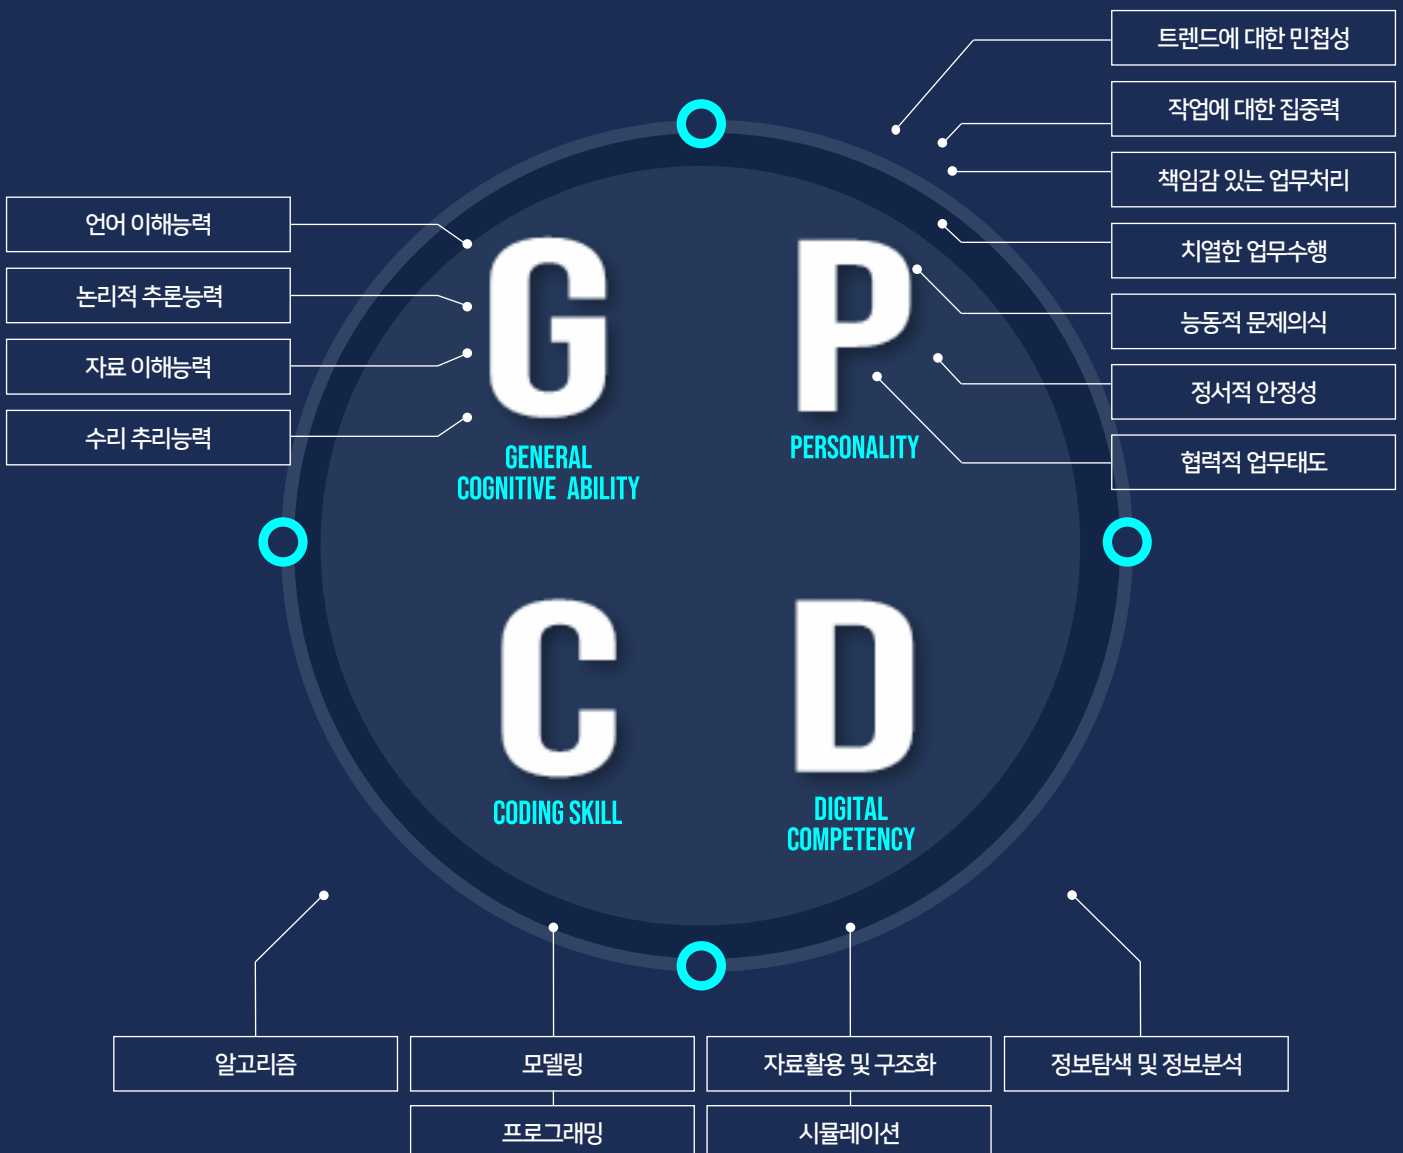 트렌드에 대한 민첩성
작업에 대한 집중력
책임감 있는 업무처리
치열한 업무수행
능동적 문제의식
정서적 안정성
협력적 업무태도
언어 이해능력
논리적 추론능력
자료 이해능력
수리 추리능력
G
GENERAL
COGNITIVE ABILITY
P
PERSONALITY
C
CODING SKILL
D
DIGITAL
COMPETENCY
알고리즘
모델링
자료활용 및 구조화
정보탐색 및 정보분석
프로그래밍
시뮬레이션